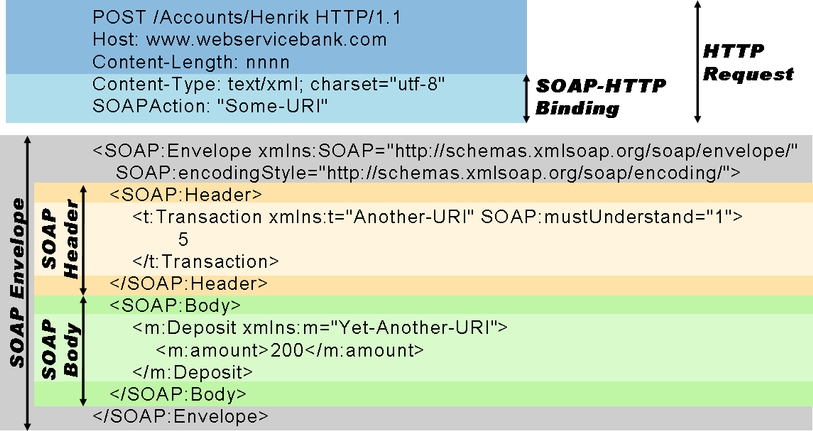 POST /Accounts/Henrik HTTP/1.1
Host: www.webservicebank.com
Content-Length: nnnn
Content-Type: text/xml; charset="utf-8"
SOAPAction: "Some-URI"
HTTP
Request
SOAP-HTTP
Binding
<SOAP:Envelope xmlns:SOAP="http://schemas.xmlsoap.org/soap/envelope/"
SOAP:encodingStyle="http://schemas.xmlsoap.org/soap/encoding/">
<SOAP:Header>
<t:Transaction xmlns:t="Another-URI" SOAP:mustUnderstand="1">
5
</t:Transaction>
</SOAP:Header>
<SOAP:Body>
<m:Deposit xmlns:m="Yet-Another-URI">
<m:amount>200</m:amount>
</m:Deposit>
</SOAP:Body>
</SOAP:Envelope>
SOAP Envelope
SOAP
Header
SOAP
Body